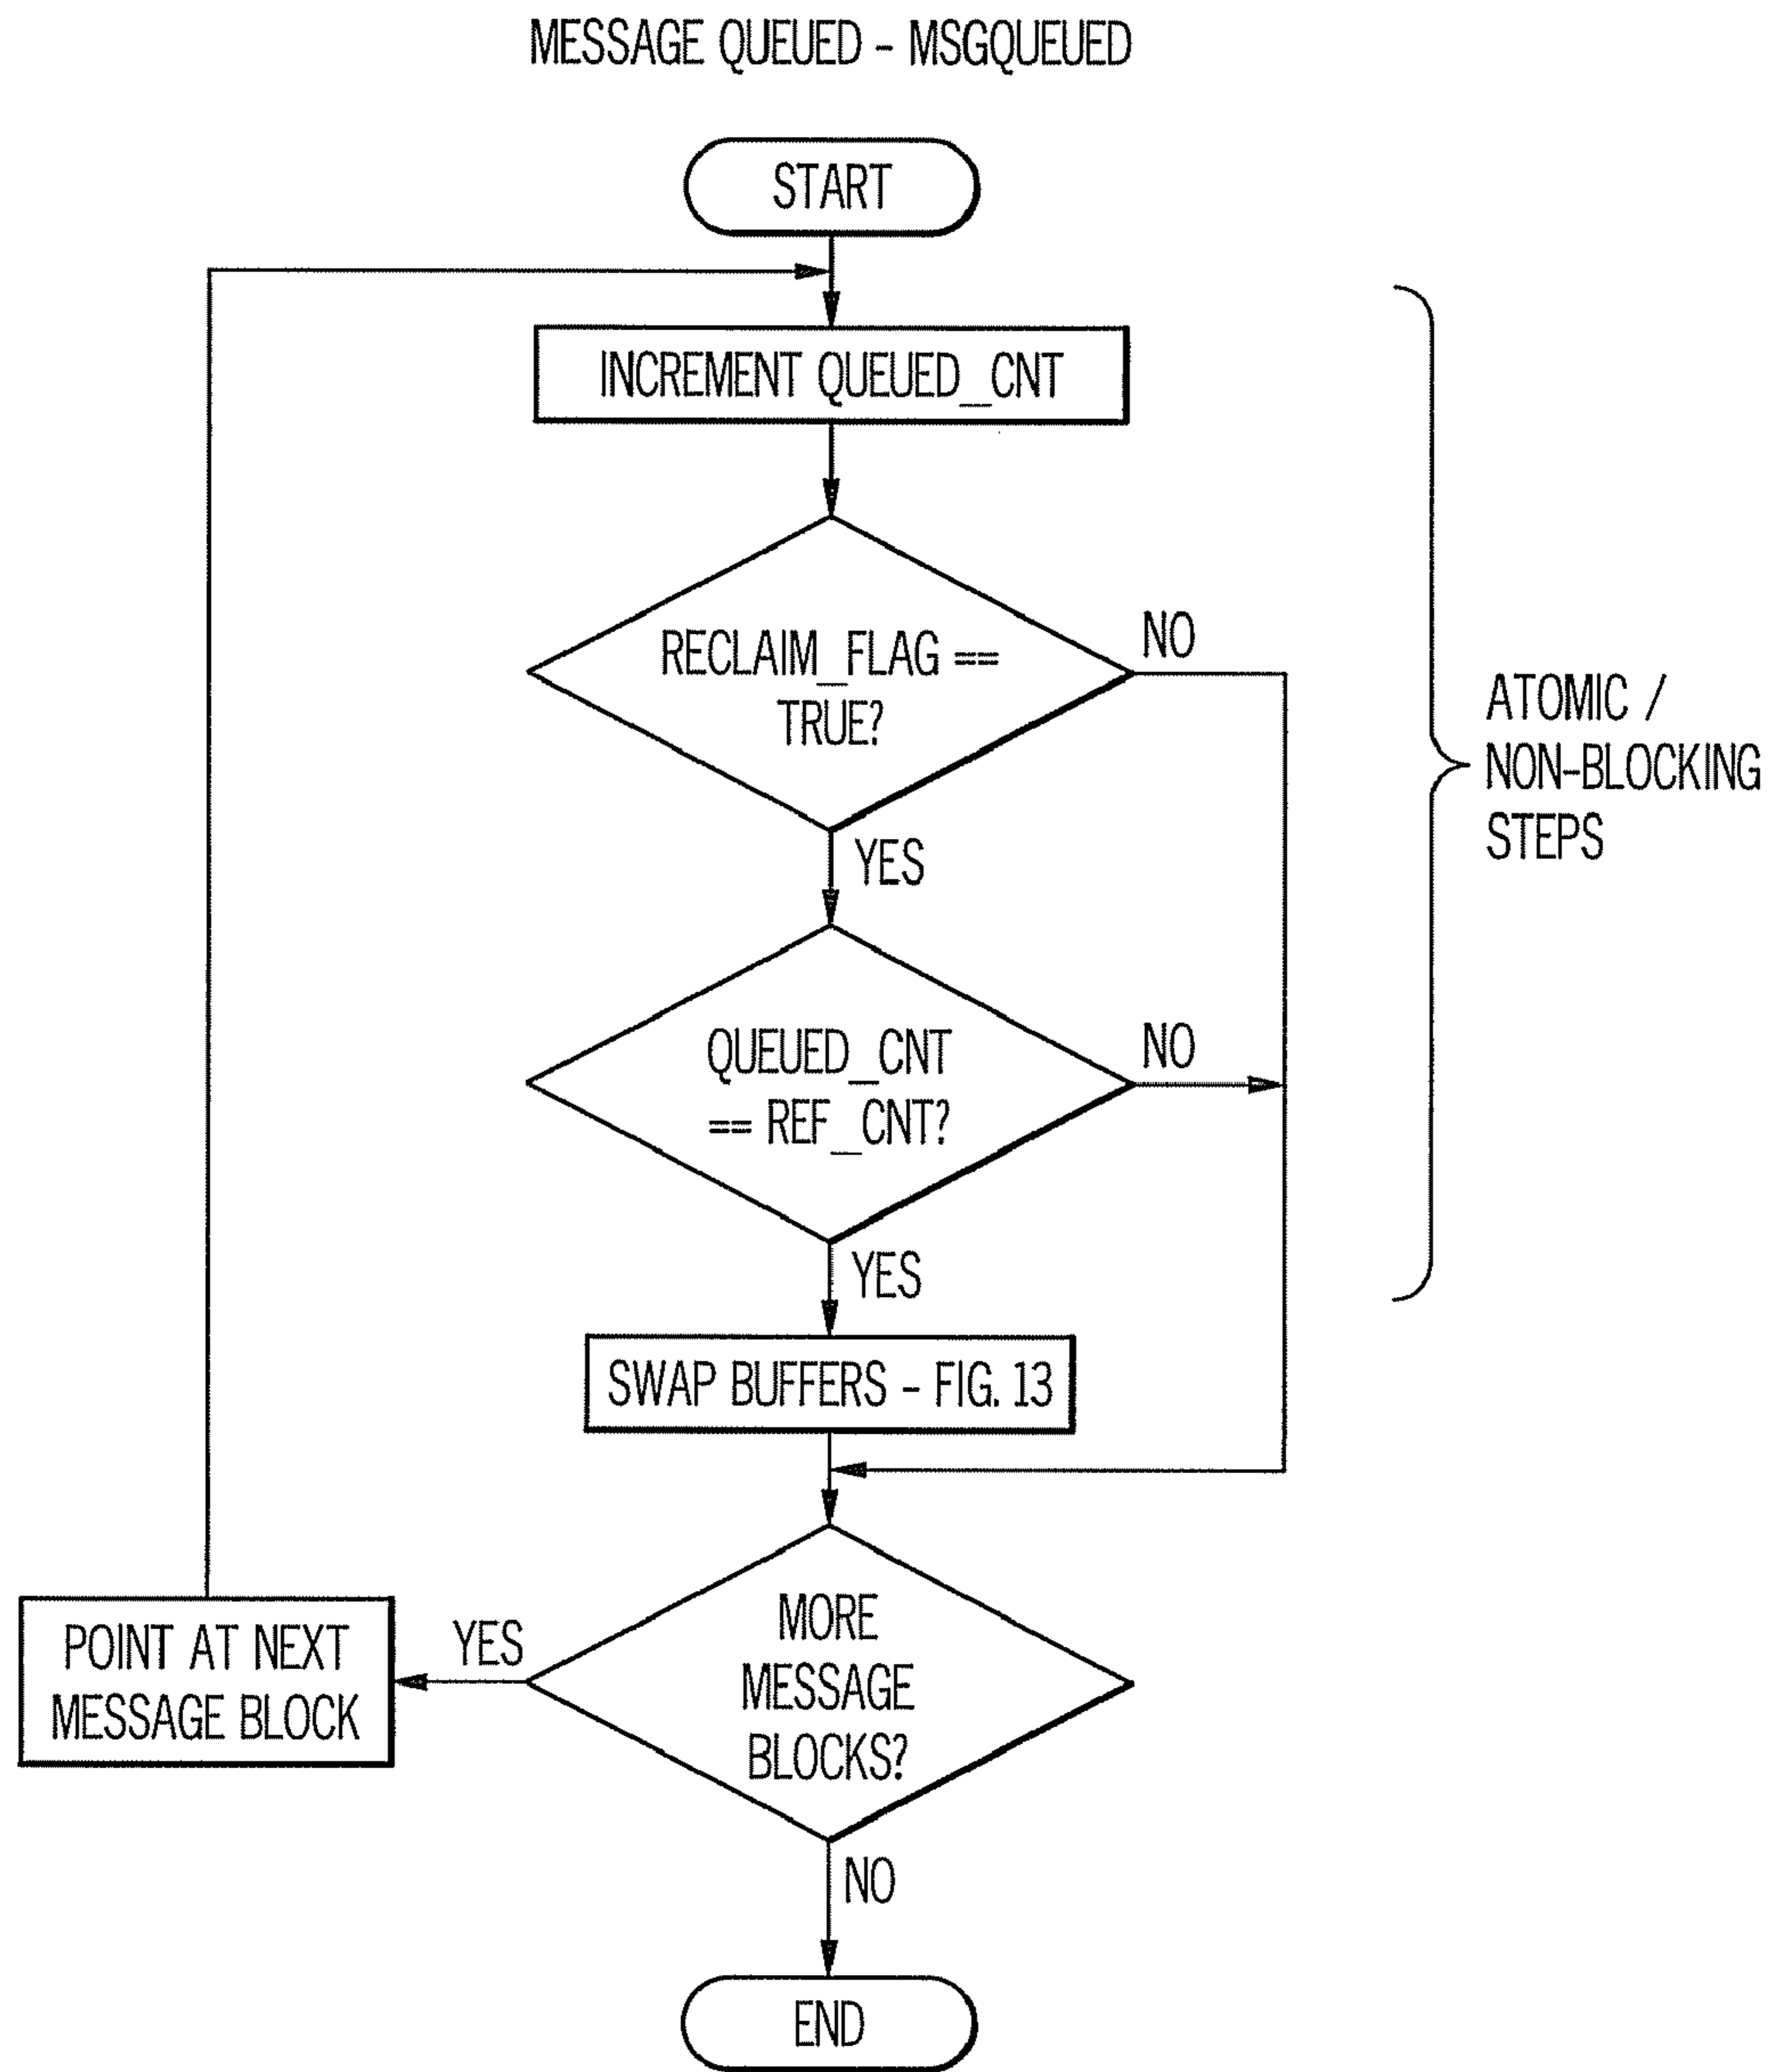 MESSAGE QUEUED - MSGQUEUED
START
INCREMENT QUEUED_CNT
RECLAIM_FLAG ==
TRUE?
NO
YES
ATOMIC /
NON-BLOCKING
STEPS
QUEUED_CNT
== REF_CNT?
NO
YES
SWAP BUFFERS - FIG. 13
MORE
MESSAGE
BLOCKS?
YES
POINT AT NEXT
MESSAGE BLOCK
NO
END